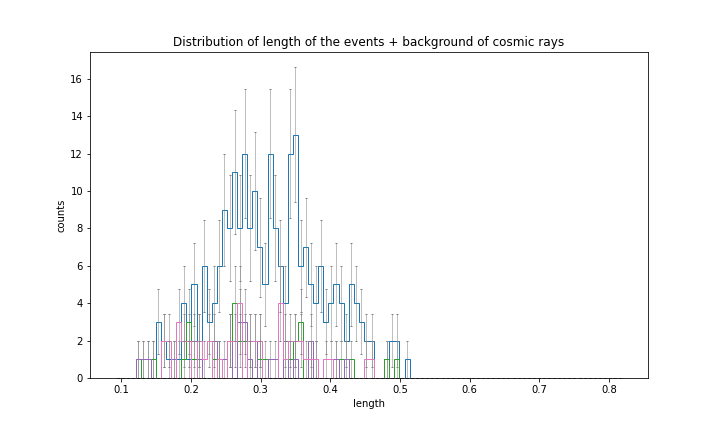 Distribution of length of the events + background of cosmic rays
counts
16
14
12
10
8
6
4
2
0
0.1 0.2 0.3 0.4 0.5 0.6 0.7 0.8
length